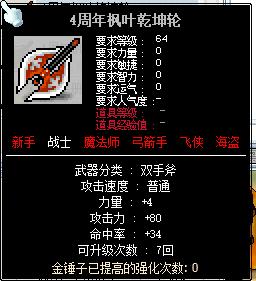 4周年枫叶乾坤轮
要求等级： 64
要求力量： 0
要求敏捷： 0
要求智力： 0
要求运气： 0
要求人气度： -
道具等级： -
道具经验值： -
新手 战士 魔法师 弓箭手 飞侠 海盗
武器分类：双手斧
攻击速度：普通
力量：+4
攻击力：+80
命中率：+34
可升级次数：7回
金锤子已提高的强化次数：0